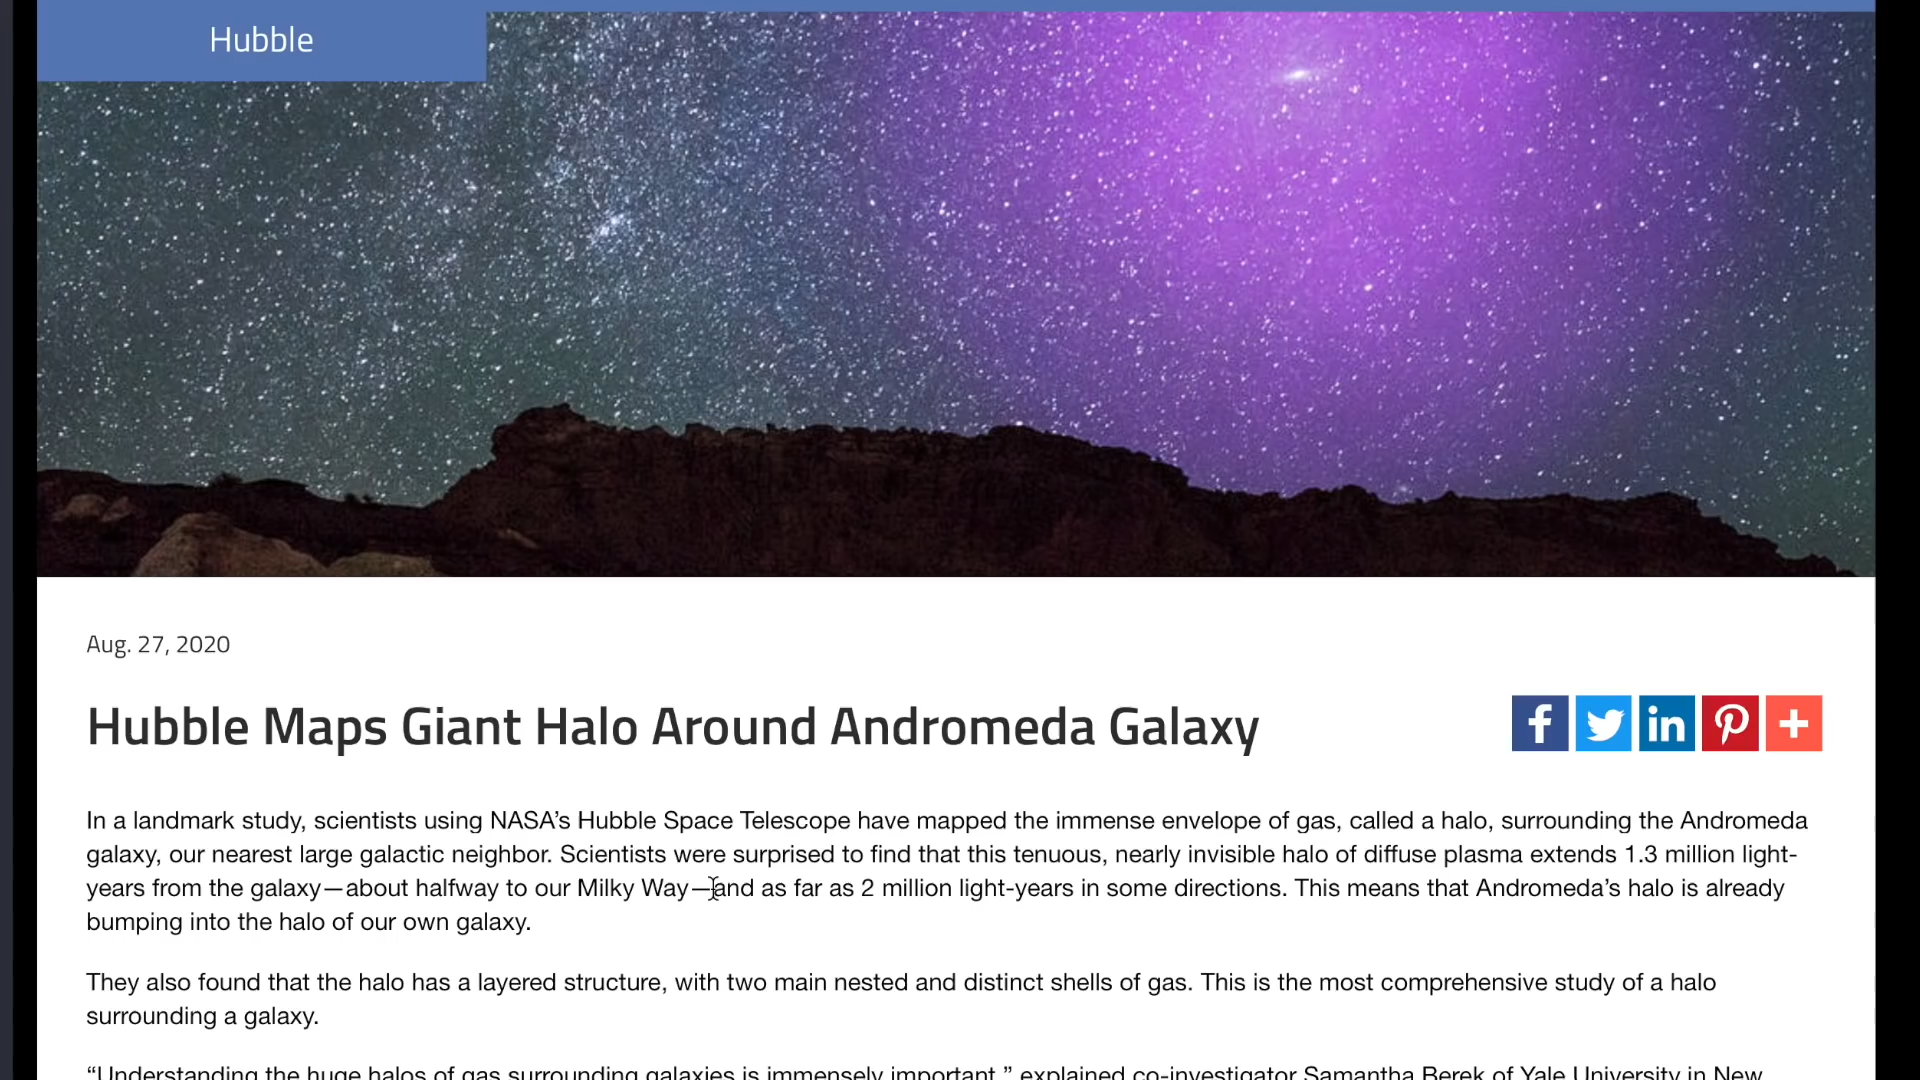 Hubble
Aug. 27, 2020
Hubble Maps Giant Halo Around Andromeda Galaxy
In a landmark study, scientists using NASA’s Hubble Space Telescope have mapped the immense envelope of gas, called a halo, surrounding the Andromeda
galaxy, our nearest large galactic neighbor. Scientists were surprised to find that this tenuous, nearly invisible halo of diffuse plasma extends 1.3 million light-
years from the galaxy—about halfway to our Milky Way—and as far as 2 million light-years in some directions. This means that Andromeda’s halo is already
bumping into the halo of our own galaxy.
They also found that the halo has a layered structure, with two main nested and distinct shells of gas. This is the most comprehensive study of a halo
surrounding a galaxy.
“Understanding the huge halos of gas surrounding galaxies is immensely important,” explained co-investigator Samantha Berek of Yale University in New